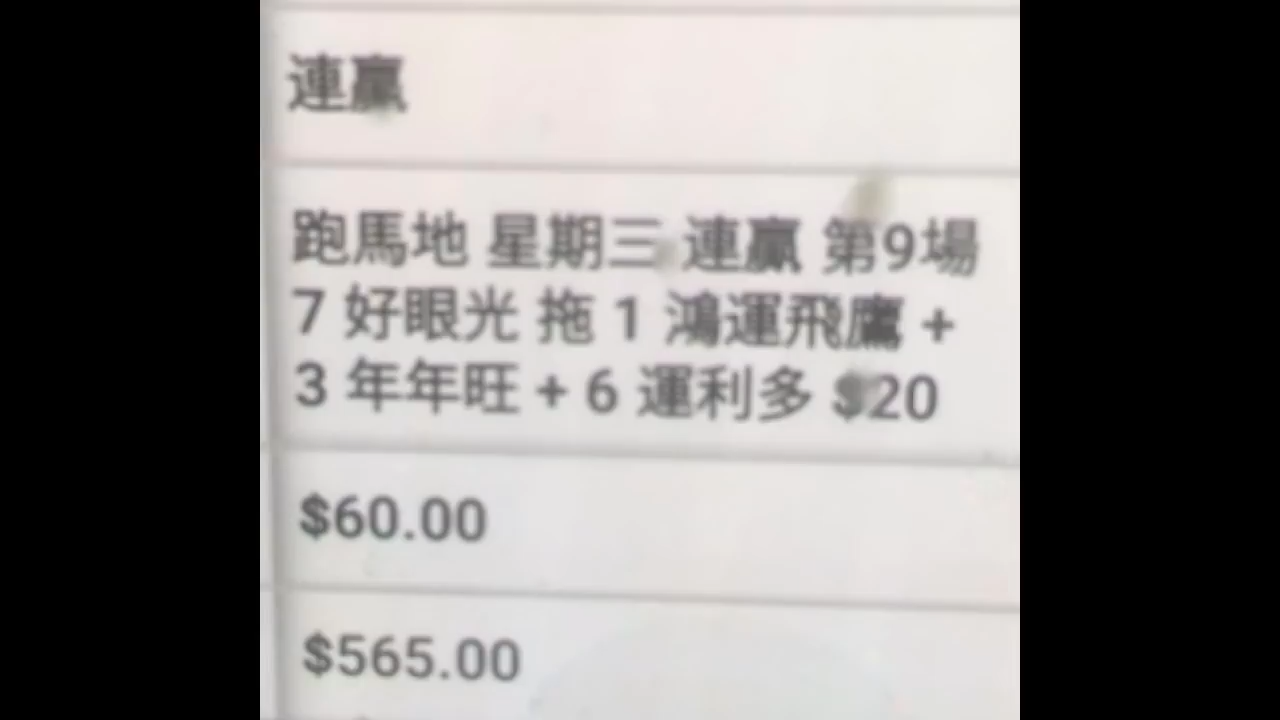 連贏
跑馬地 星期三 連贏 第9場
7 好眼光 拖 1 鴻運飛鷹 +
3 年年旺 + 6 運利多 $20
$60.00
$565.00